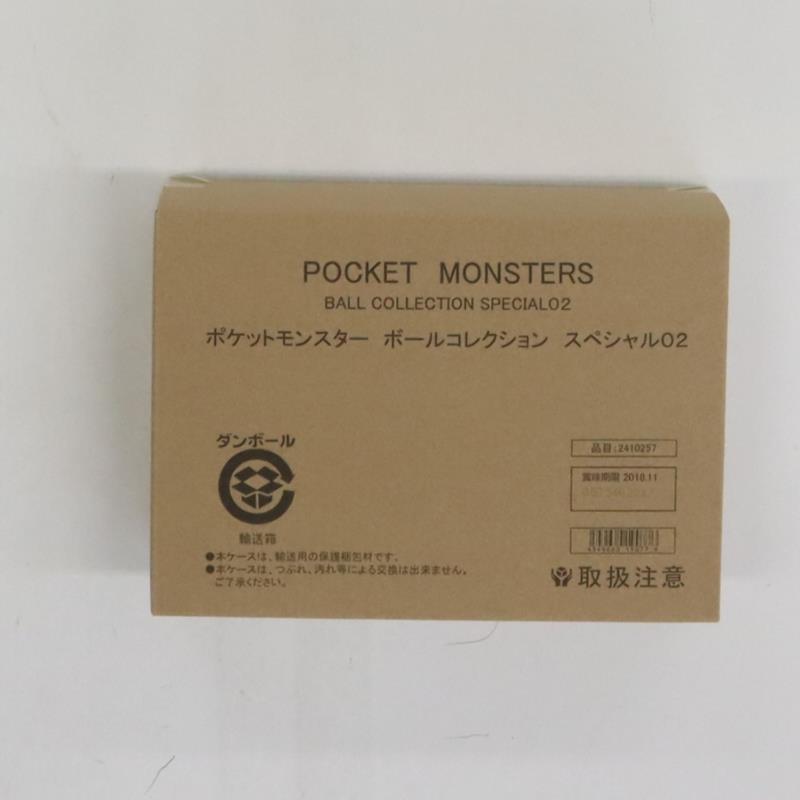 POCKET MONSTERS
BALL COLLECTION SPECIAL02
ポケットモンスター ボールコレクション スペシャル02
ダンボール
輸送箱
●本ケースは、輸送用の保護梱包材です。
●本ケースは、つぶれ、汚れ等による交換は出来ません。
ご了承ください。
品目:2410257
賞味期限 2018.11
取扱注意